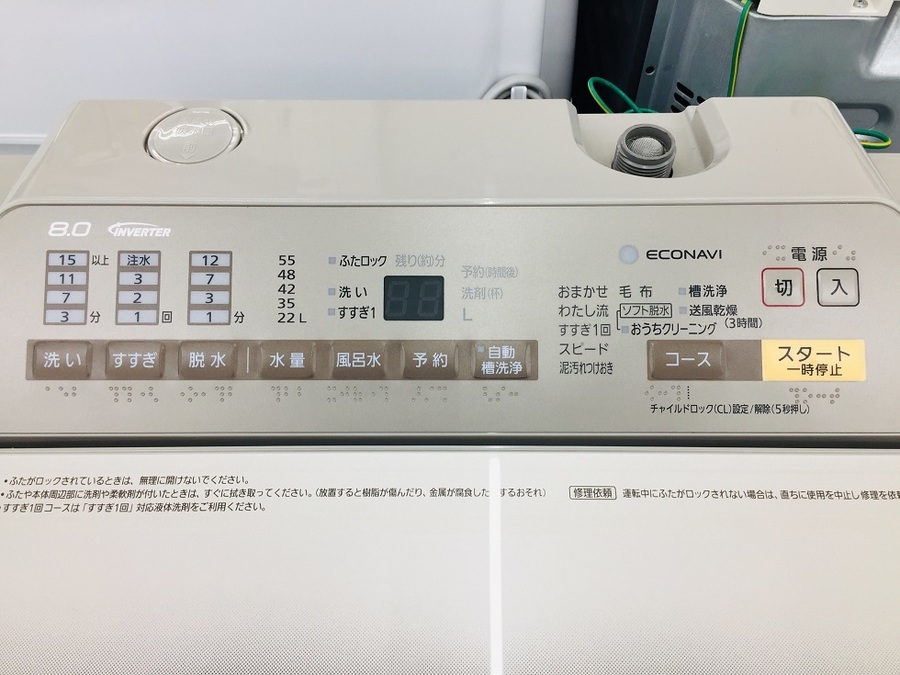 8.0 INVERTER
ECONAVI
電源
切 入
15 以上 注水 12 55 ふたロック 残り(約)分
11 3 7 48 予約(時間後)
7 2 3 42 洗い 洗剤(杯)
35 すすぎ1
3 分 1 回 1 分 22 L L
88
おまかせ 毛布 槽洗浄
わたし流 ソフト脱水 送風乾燥
すすぎ1回 おうちクリーニング (3時間)
スピード
泥汚れつけおき
洗い すすぎ 脱水 水量 風呂水 予約 自動槽洗浄 コース スタート
一時停止
チャイルドロック(CL)設定/解除(5秒押し)
・ふたがロックされているときは、無理に開けないでください。
・ふたや本体周辺部に洗剤や柔軟剤が付いたときは、すぐに拭き取ってください。(放置すると樹脂が傷んだり、金属が腐食した するおそれ)
すすぎ1回コースは「すすぎ1回」対応液体洗剤をご利用ください。
修理依頼 運転中にふたがロックされない場合は、直ちに使用を中止し修理を依